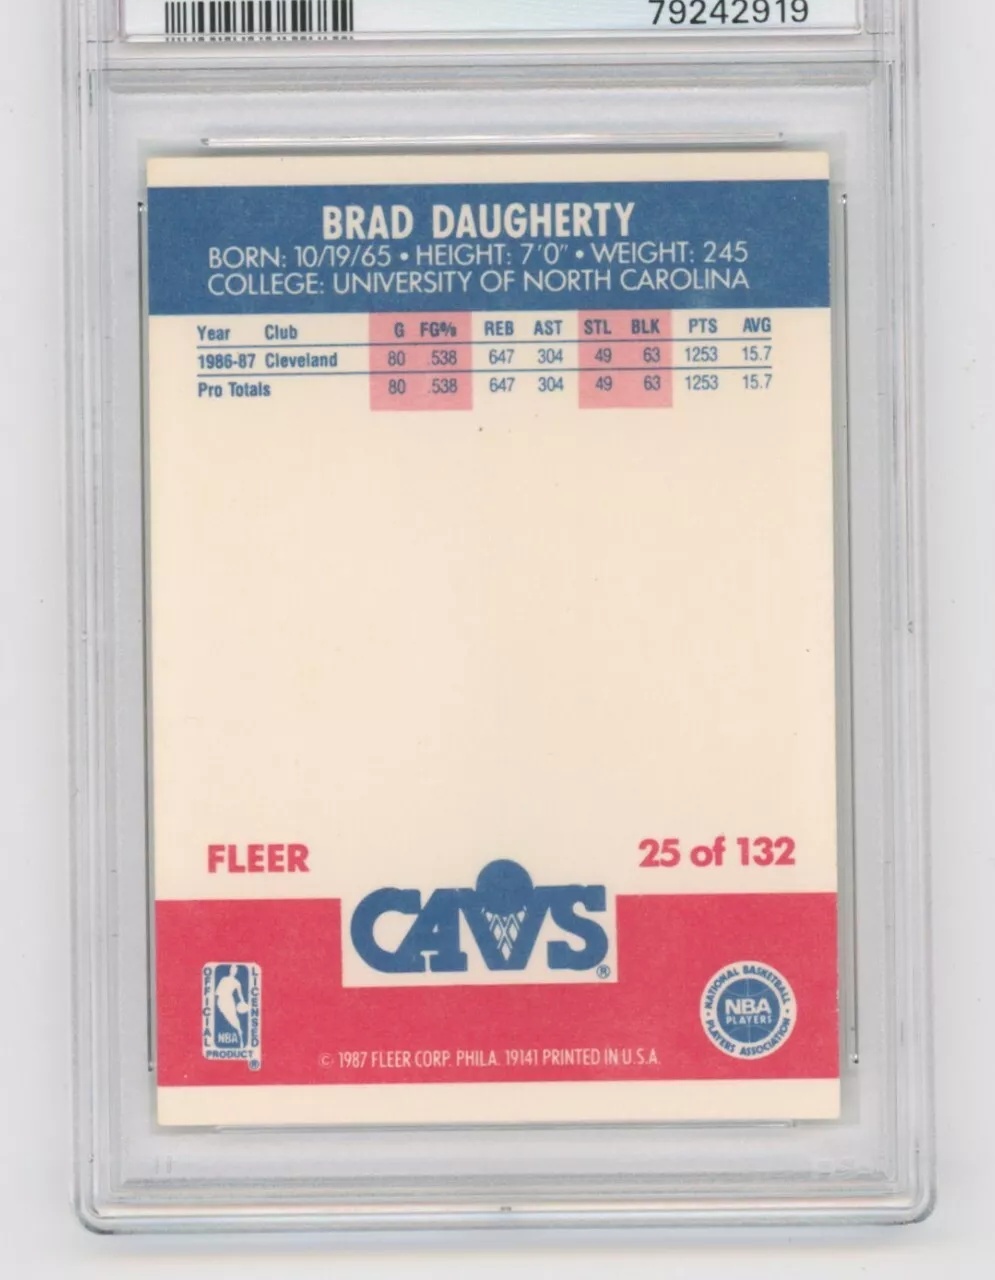 79242919
BRAD DAUGHERTY
BORN: 10/19/65 • HEIGHT: 7'0" • WEIGHT: 245
COLLEGE: UNIVERSITY OF NORTH CAROLINA
Year Club G FG% REB AST STL BLK PTS AVG
1986-87 Cleveland 80 .538 647 304 49 63 1253 15.7
Pro Totals 80 .538 647 304 49 63 1253 15.7
FLEER 25 of 132
CAVS®
OFFICIAL LICENSED
NBA
PRODUCT ®
NATIONAL BASKETBALL
NBA
PLAYERS
PLAYERS ASSOCIATION
© 1987 FLEER CORP. PHILA. 19141 PRINTED IN U.S.A.